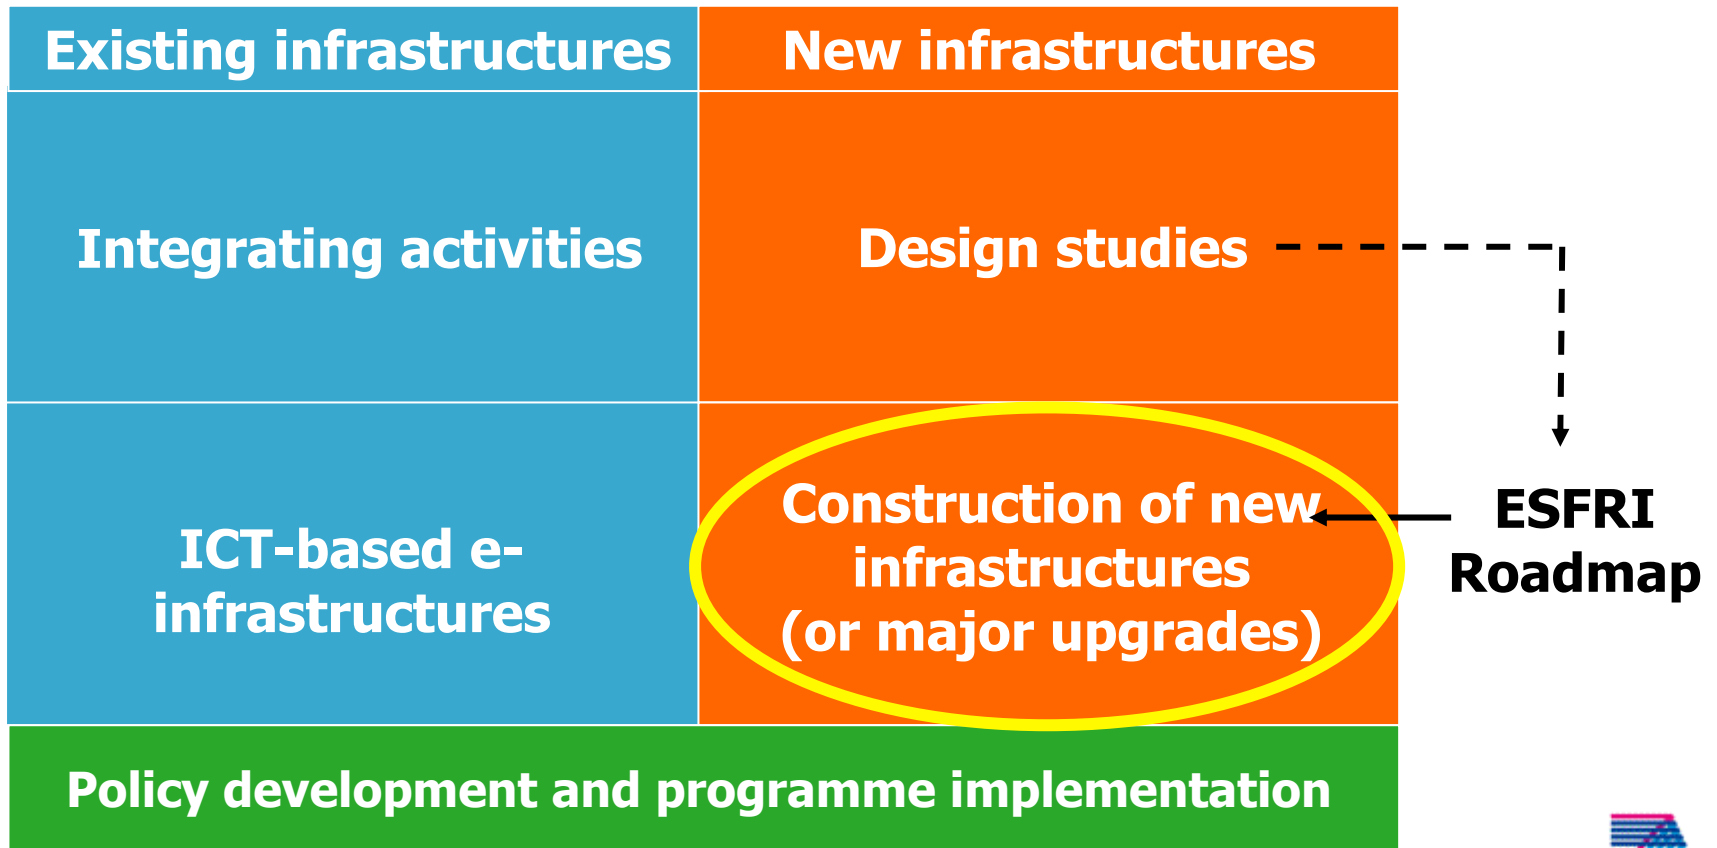 Existing infrastructures
New infrastructures
Integrating activities
Design studies
ICT-based e-
infrastructures
Construction of new
infrastructures
(or major upgrades)
ESFRI
Roadmap
Policy development and programme implementation